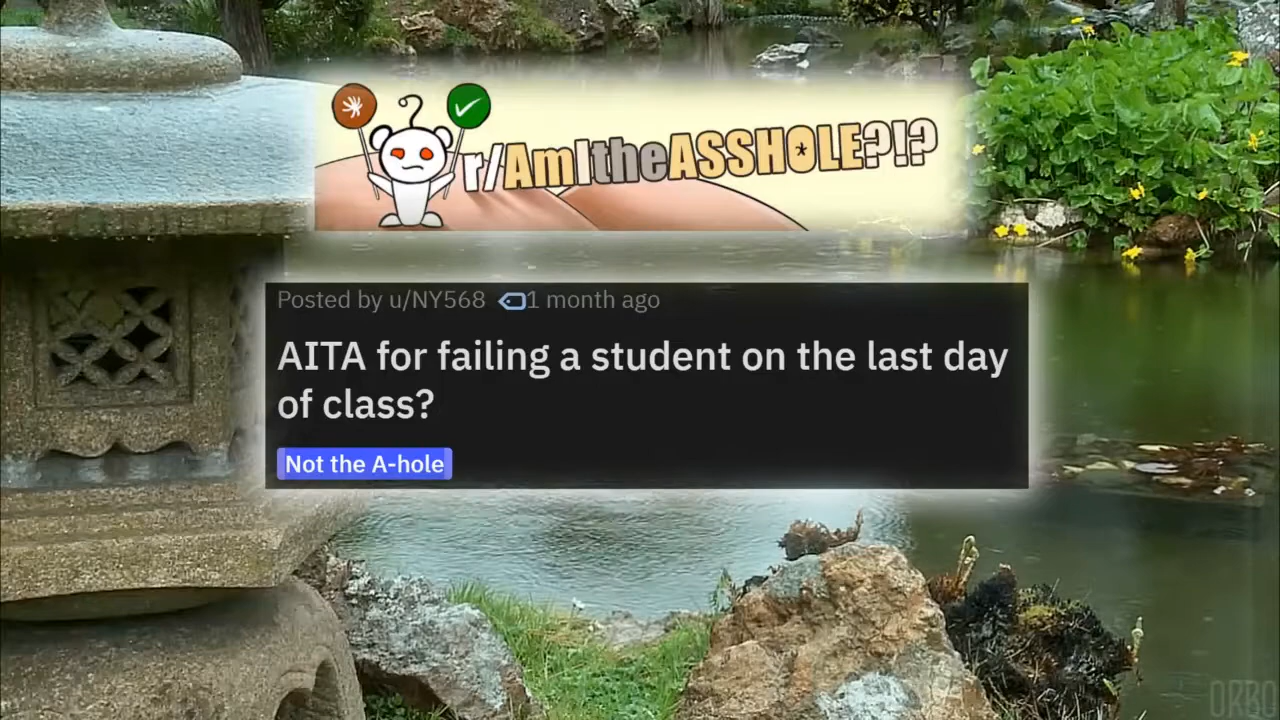 r/AmItheASSHOLE?!?
Posted by u/NY568 1 month ago
AITA for failing a student on the last day
of class?
Not the A-hole
ORBO